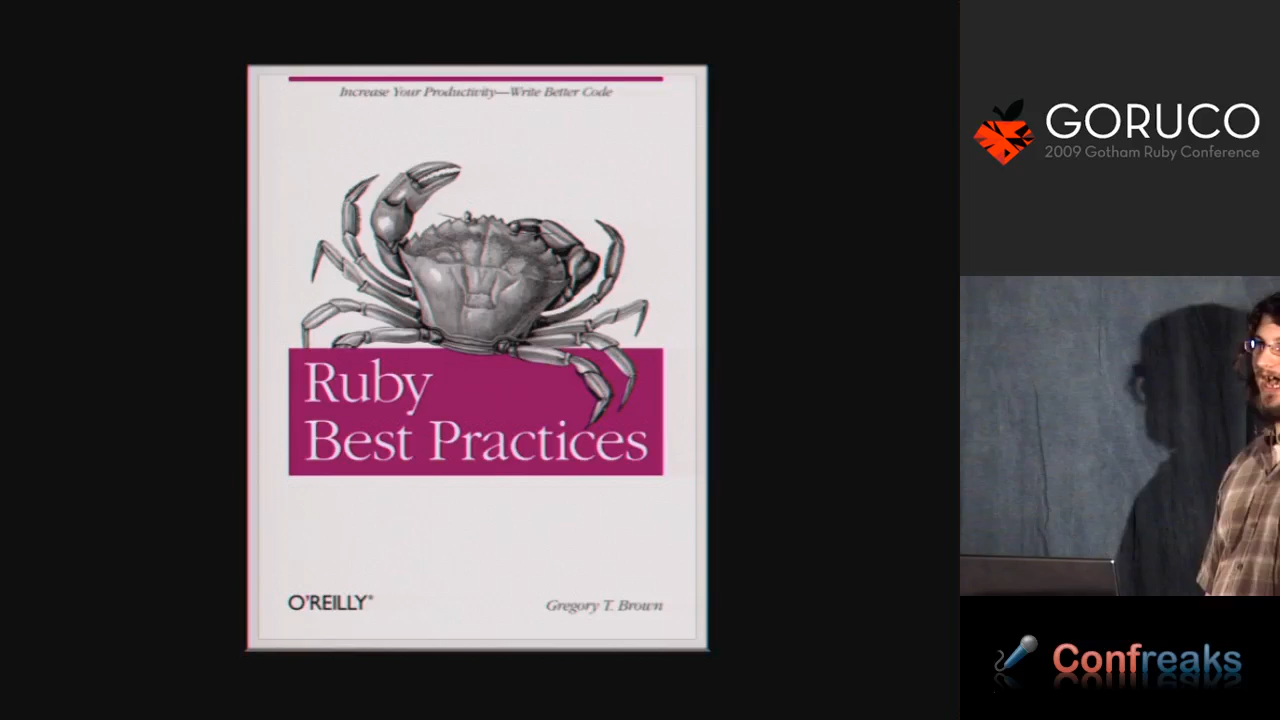 Increase Your Productivity—Write Better Code
Ruby
Best Practices
O'REILLY®
Gregory T. Brown
GORUCO
2009 Gotham Ruby Conference
Confreaks